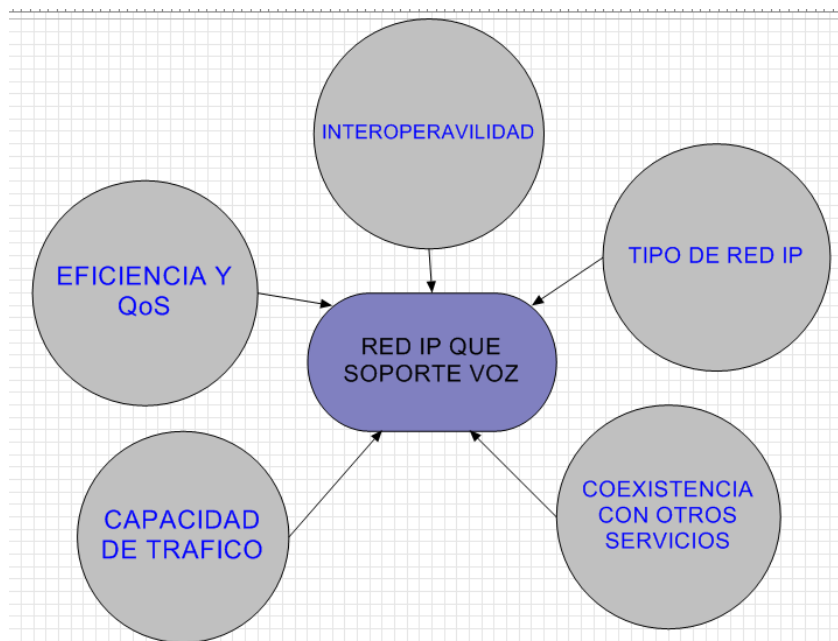 INTEROPERAVILIDAD
EFICIENCIA Y
QoS
TIPO DE RED IP
RED IP QUE
SOPORTE VOZ
CAPACIDAD
DE TRAFICO
COEXISTENCIA
CON OTROS
SERVICIOS